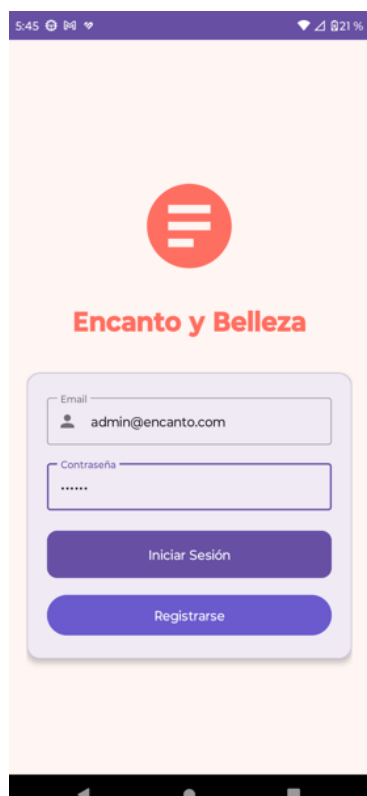 5:45 21 %
Encanto y Belleza
Email
admin@encanto.com
Contraseña
••••••
Iniciar Sesión
Registrarse